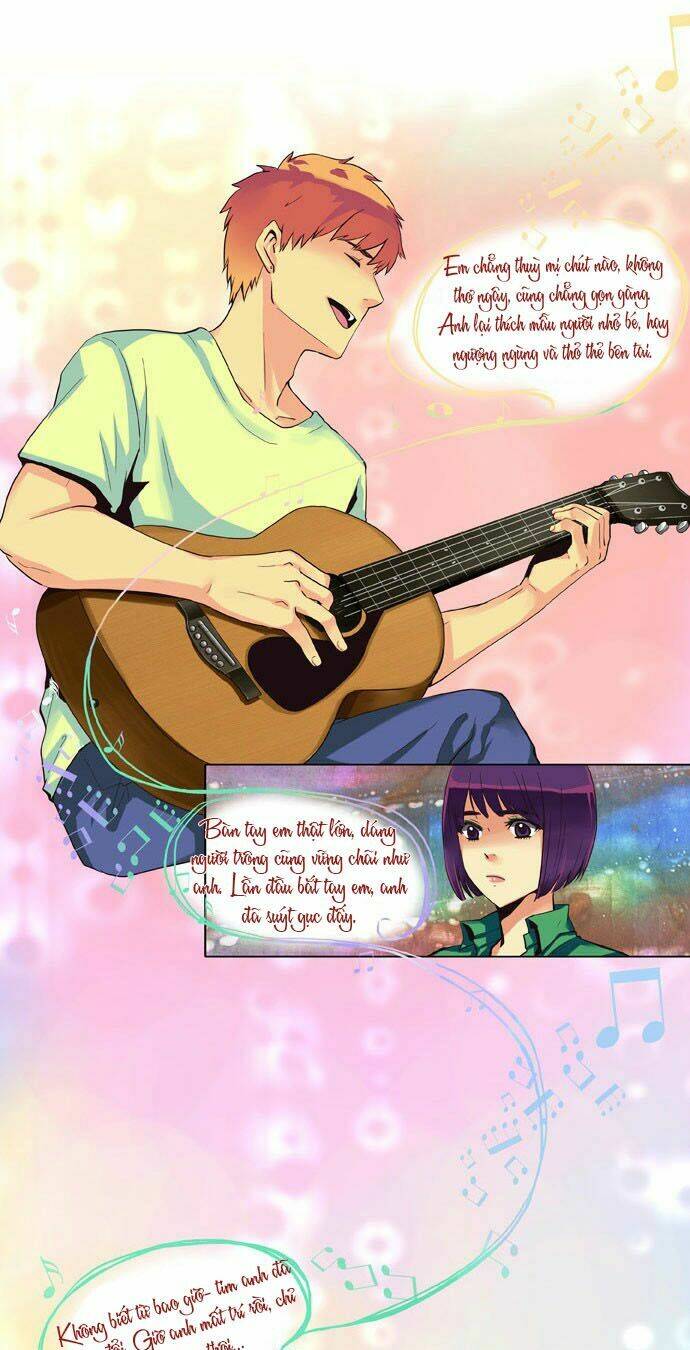 Em chẳng thuỳ mị chút nào, không
thơ ngây, cũng chẳng gọn gàng.
Anh lại thích mẫu người nhỏ bé, hay
ngượng ngùng và thỏ thẻ bên tai.
Bàn tay em thật lớn, dáng
người trông cũng vững chãi như
anh. Lần đầu bắt tay em, anh
đã suýt gục đấy.
Không biết từ bao giờ- tim anh đã
đổi. Giờ anh mất trí rồi, chỉ
thôi...